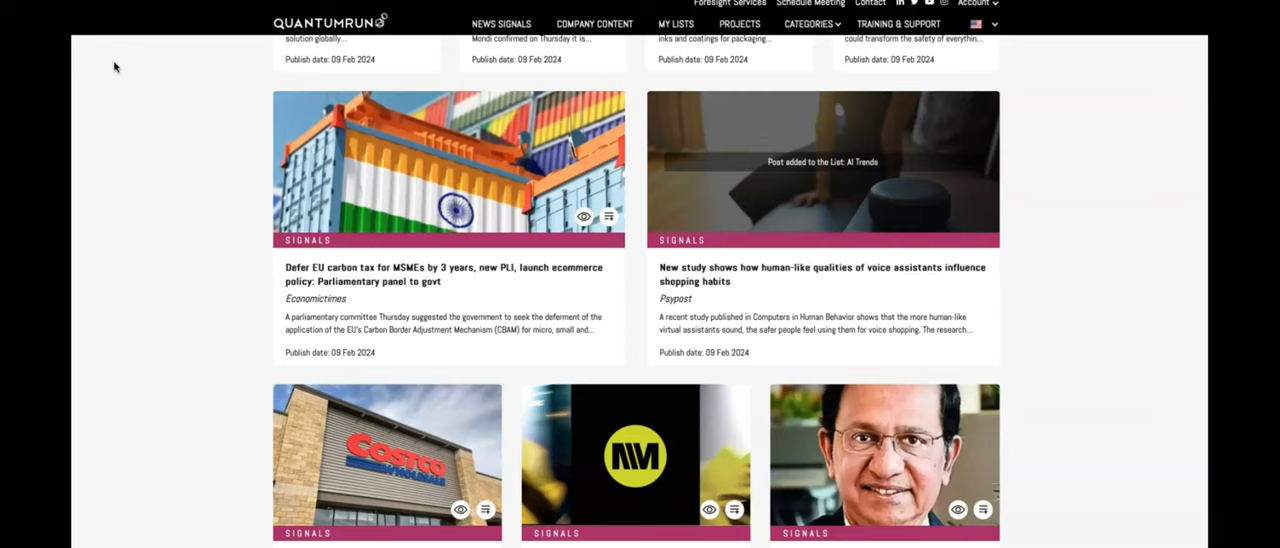 Foresight Services Schedule Meeting Contact Account
QUANTUMRUN
NEWS SIGNALS COMPANY CONTENT MY LISTS PROJECTS CATEGORIES TRAINING & SUPPORT
solution globally...
Mondi confirmed on Thursday it is...
inks and coatings for packaging...
could transform the safety of everythin...
Publish date: 09 Feb 2024
Publish date: 09 Feb 2024
Publish date: 09 Feb 2024
Publish date: 09 Feb 2024
SIGNALS
Defer EU carbon tax for MSMEs by 3 years, new PLI, launch ecommerce
policy: Parliamentary panel to govt
Economictimes
A parliamentary committee Thursday suggested the government to seek the deferment of the
application of the EU's Carbon Border Adjustment Mechanism (CBAM) for micro, small and...
Publish date: 09 Feb 2024
Post added to the List: AI Trends
SIGNALS
New study shows how human-like qualities of voice assistants influence
shopping habits
Psypost
A recent study published in Computers in Human Behavior shows that the more human-like
virtual assistants sound, the safer people feel using them for voice shopping. The research...
Publish date: 09 Feb 2024
COSTCO
WHOLESALE
SIGNALS
SIGNALS
SIGNALS